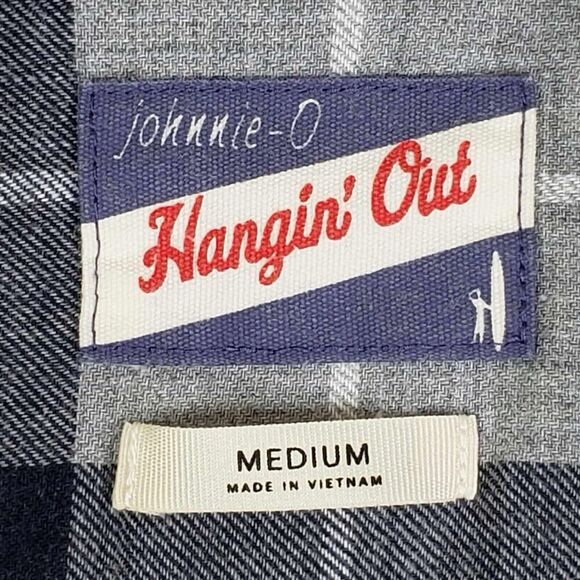 johnnie-O
Hangin' Out
MEDIUM
MADE IN VIETNAM